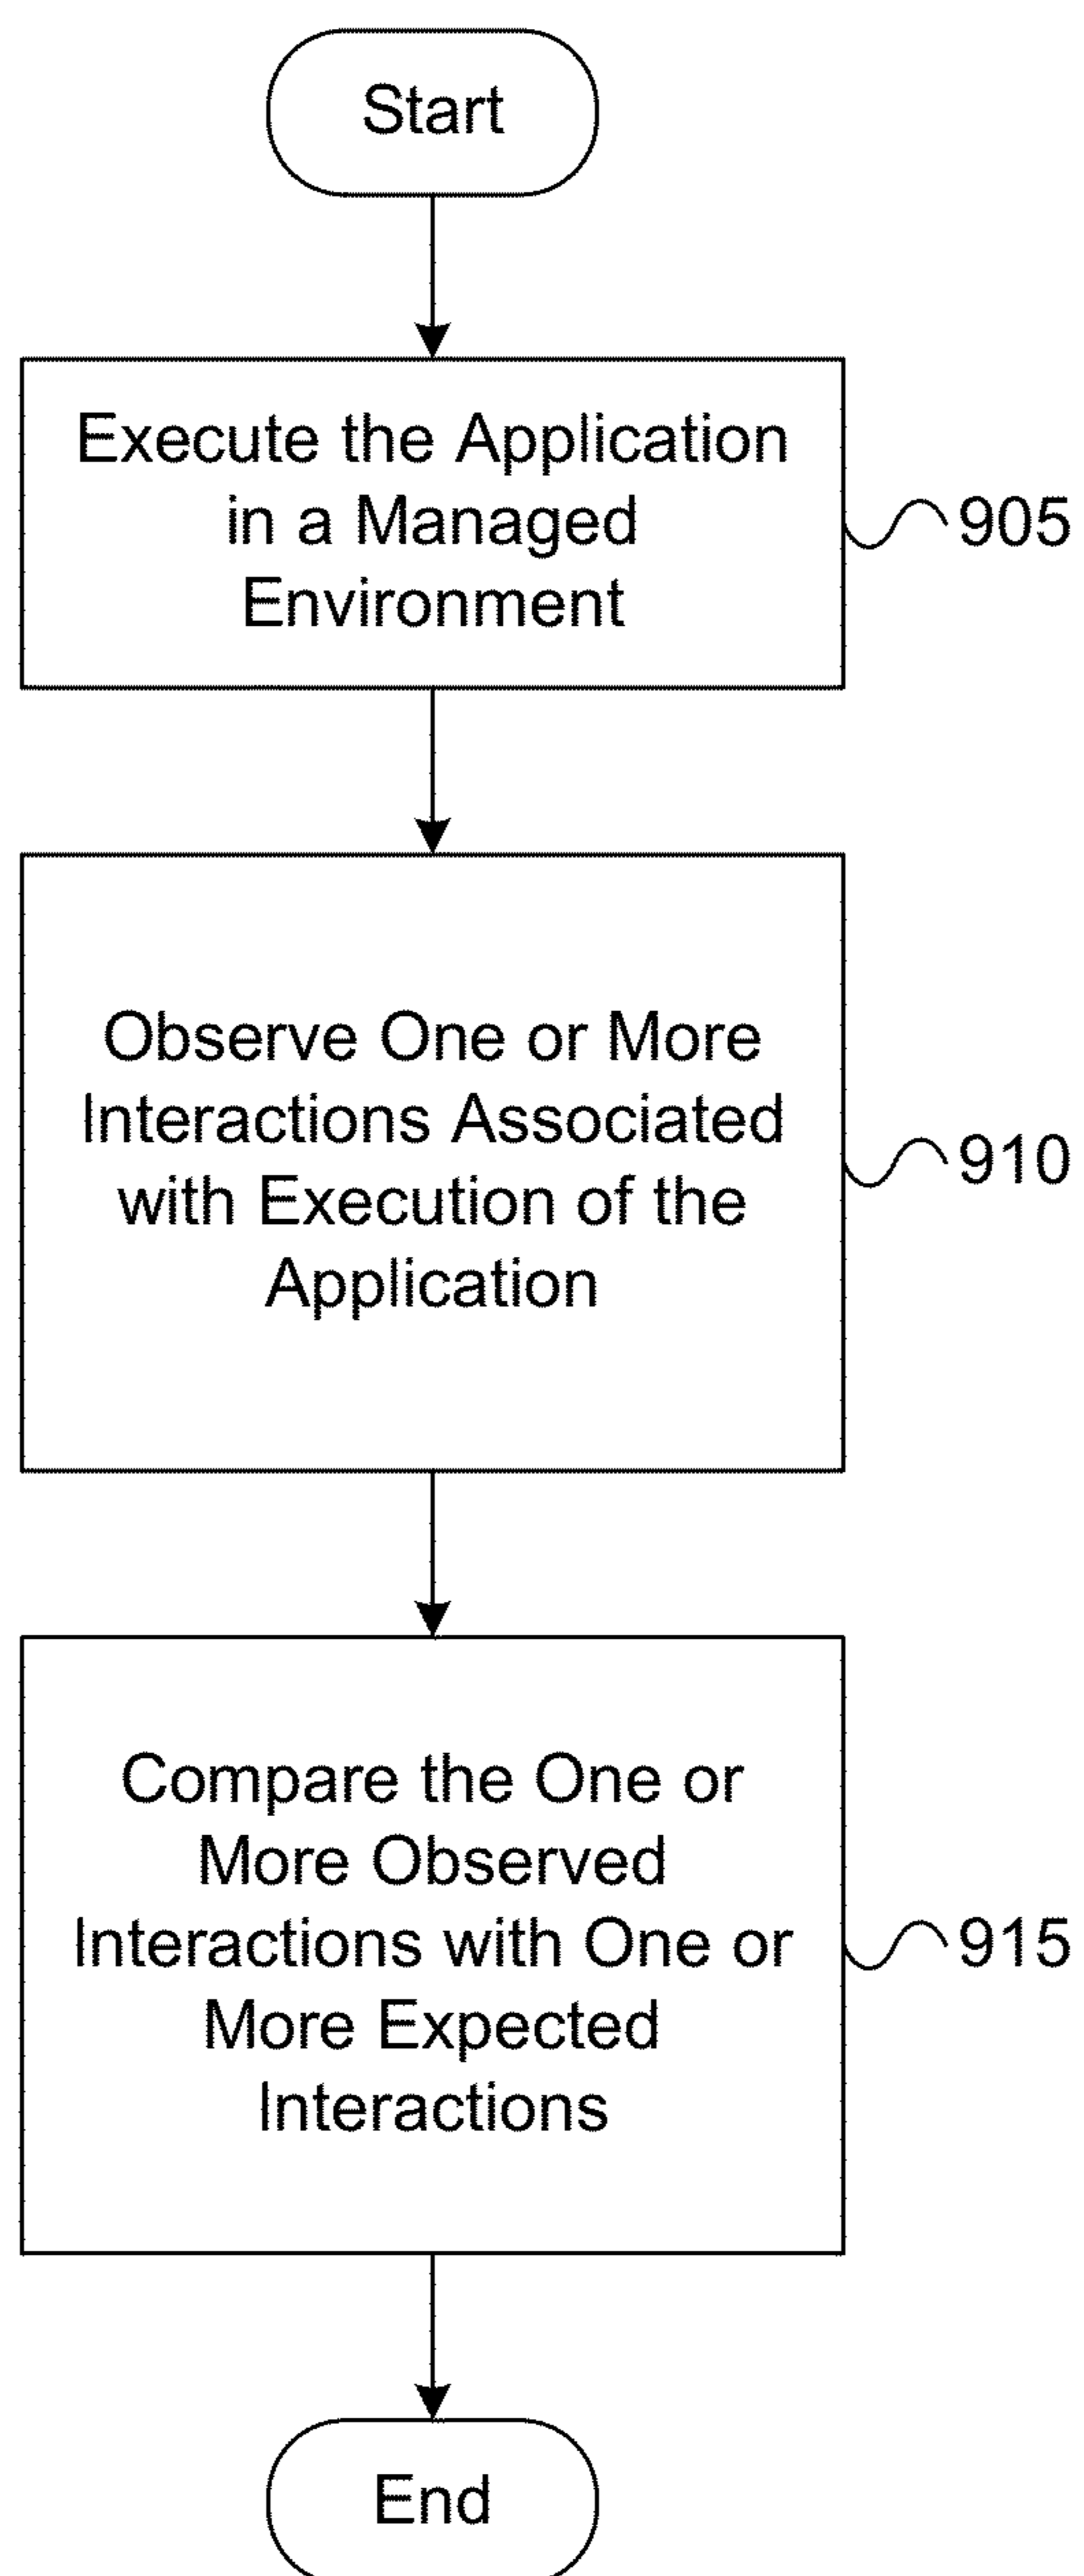 Start
Execute the Application
in a Managed
Environment
905
Observe One or More
Interactions Associated
with Execution of the
Application
910
Compare the One or
More Observed
Interactions with One or
More Expected
Interactions
915
End